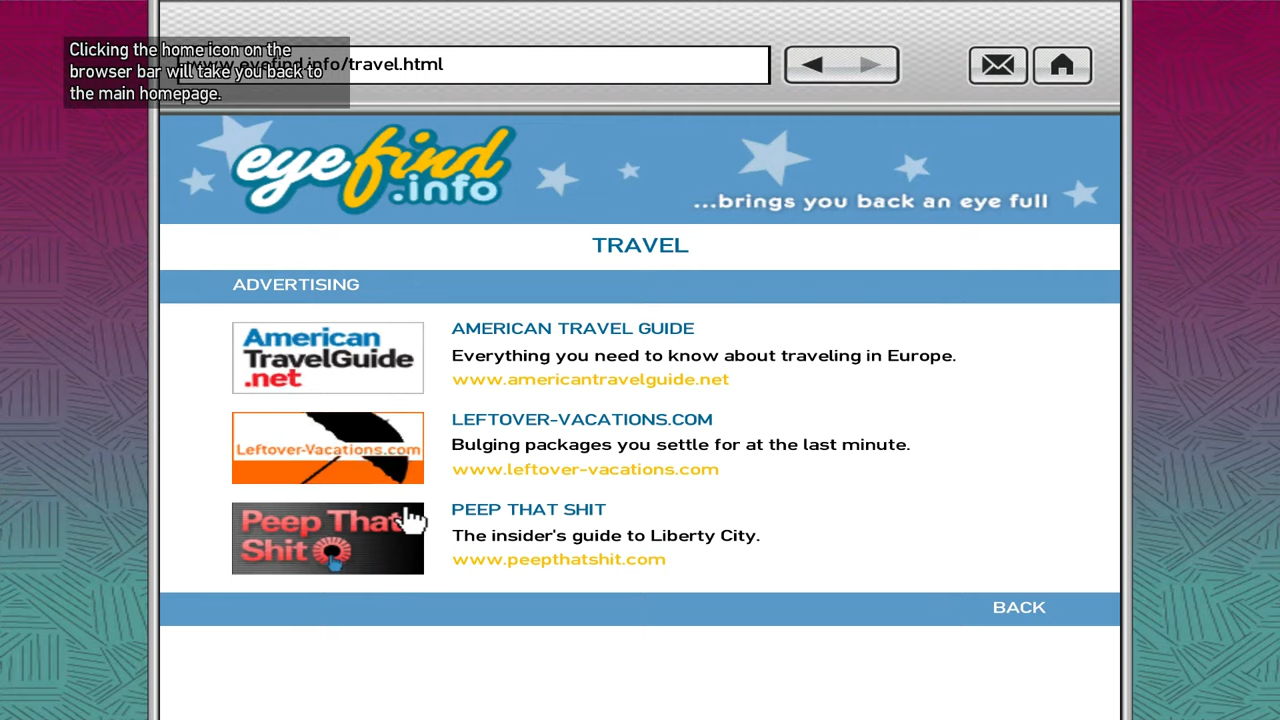 Clicking the home icon on the
browser bar will take you back to
the main homepage.
www.eyefind.info/travel.html
eyefind
.info
...brings you back an eye full
TRAVEL
ADVERTISING
American
TravelGuide
.net
AMERICAN TRAVEL GUIDE
Everything you need to know about traveling in Europe.
www.americantravelguide.net
Leftover-Vacations.com
LEFTOVER-VACATIONS.COM
Bulging packages you settle for at the last minute.
www.leftover-vacations.com
Peep That
Shit
PEEP THAT SHIT
The insider's guide to Liberty City.
www.peepthatshit.com
BACK